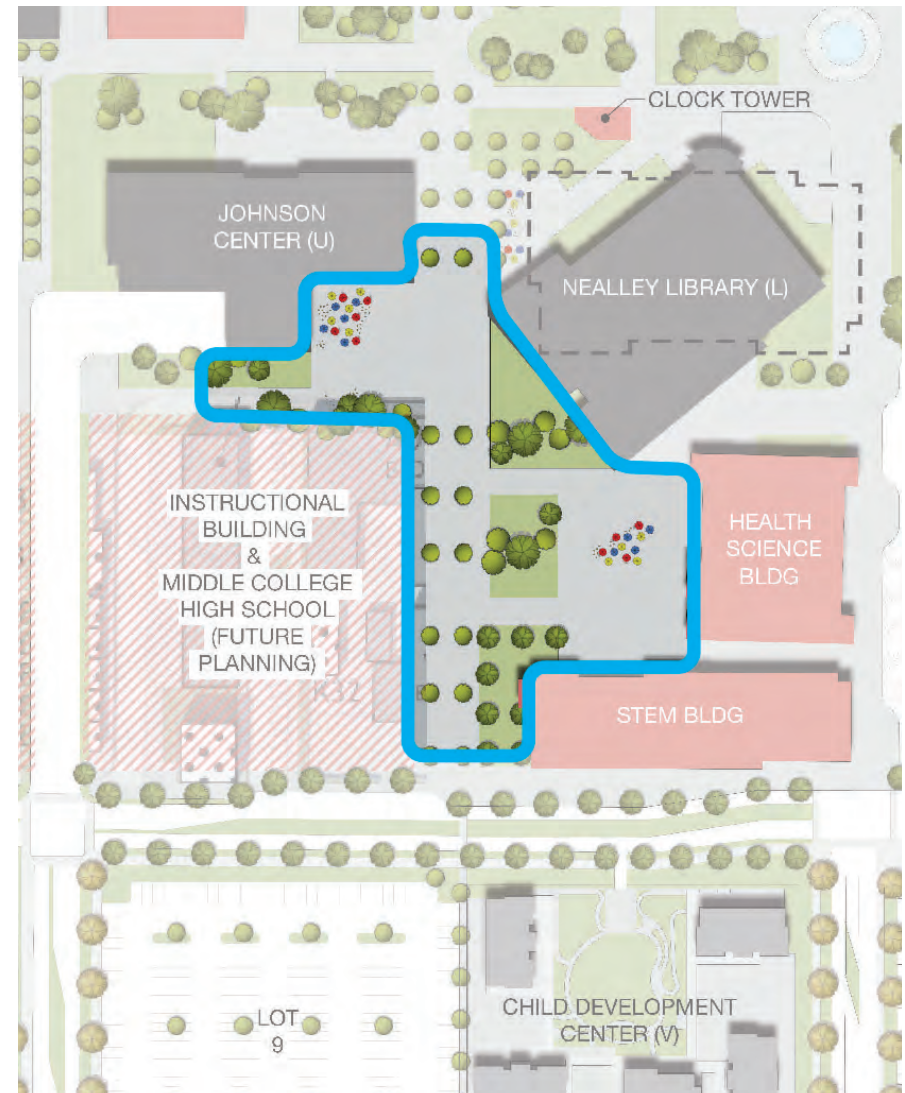 CLOCK TOWER
JOHNSON
CENTER (U)
NEALLEY LIBRARY (L)
INSTRUCTIONAL
BUILDING
&
MIDDLE COLLEGE
HIGH SCHOOL
(FUTURE
PLANNING)
K32
HEALTH
SCIENCE
BLDG
STEM BLDG
CHILD DEVELOPMENT
CENTER (V)
LOT
9